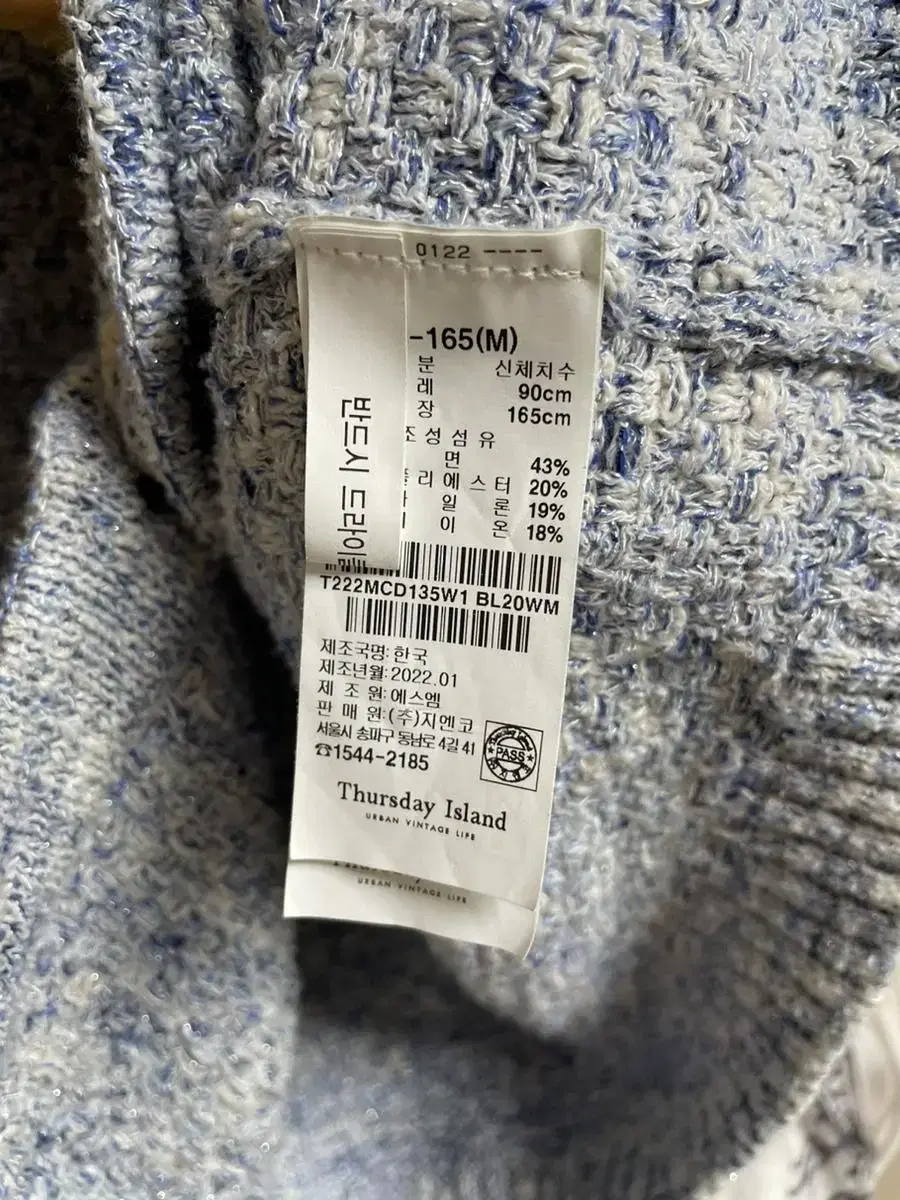 0122 ----
-165(M)
분 신체치수
레 90cm
장 165cm
조성섬유
면 43%
폴리에스터 20%
일론 19%
이온 18%
반드시 드라이
T222MCD135W1 BL20WM
제조국명:한국
제조년월:2022.01
제 조 원:에스엠
판 매 원:(주)지엔코
서울시 송파구 동남로 4길 41
☎1544-2185
PASS
Thursday Island
URBAN VINTAGE LIFE
URBAN VINTAGE LIFE